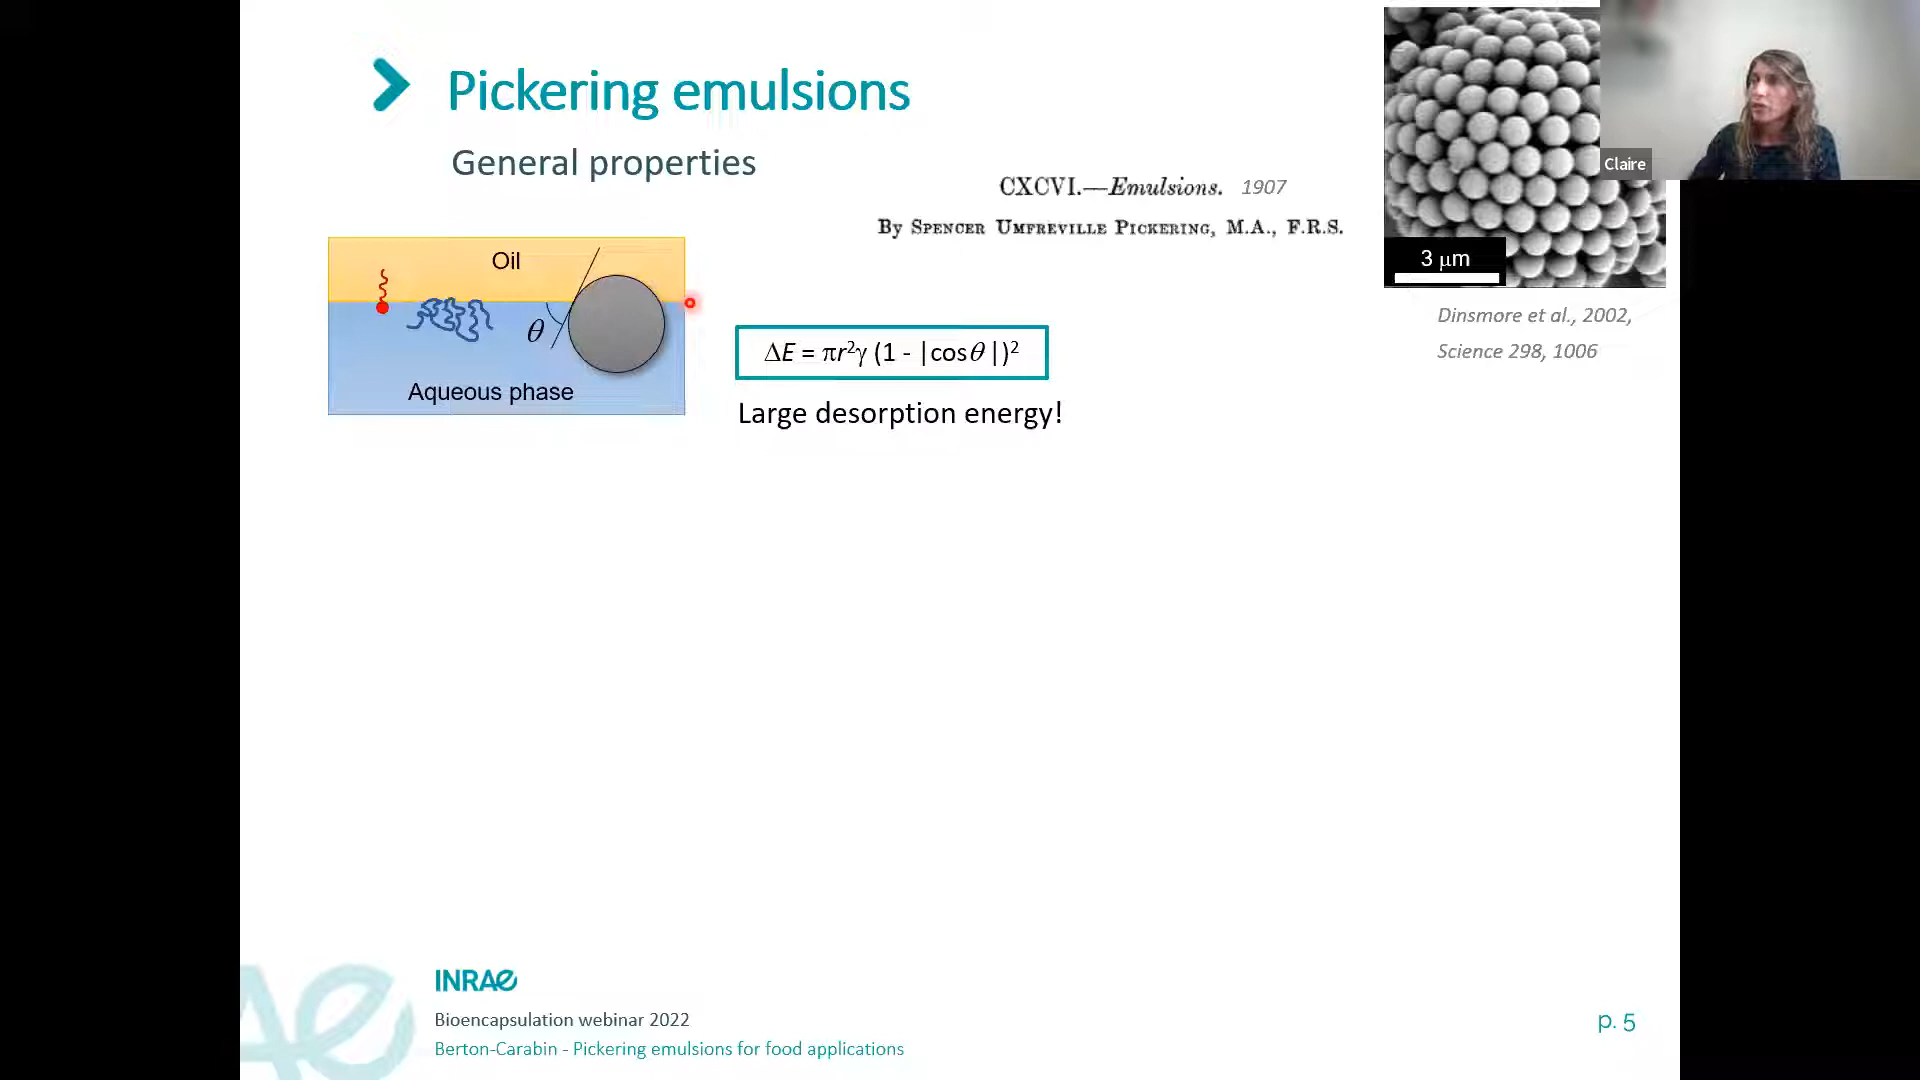 Pickering emulsions
General properties
CXCVI.—Emulsions. 1907
By SPENCER UMFREVILLE PICKERING, M.A., F.R.S.
3 μm
Claire
Dinsmore et al., 2002,
Science 298, 1006
Oil
θ
Aqueous phase
ΔE = πr²γ (1 - |cosθ|)²
Large desorption energy!
INRAE
Bioencapsulation webinar 2022
Berton-Carabin - Pickering emulsions for food applications
p. 5